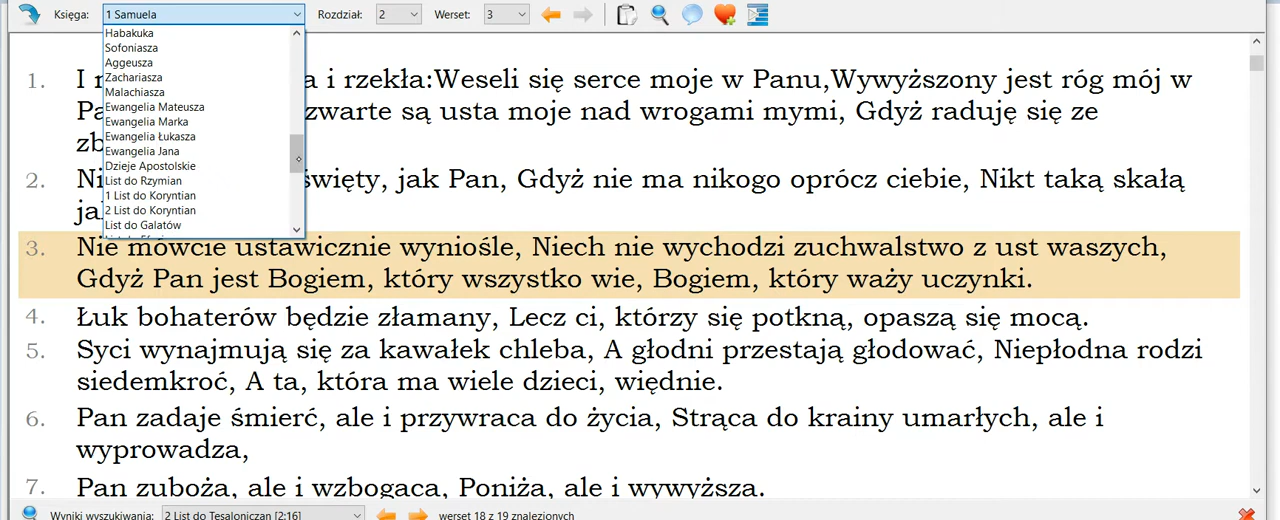 Księga: 1 Samuela Rozdział: 2 Werset: 3
Habakuka
Sofoniasza
Aggeusza
Zachariasza
Malachiasza
Ewangelia Mateusza
Ewangelia Marka
Ewangelia Łukasza
Ewangelia Jana
Dzieje Apostolskie
List do Rzymian
1 List do Koryntian
2 List do Koryntian
List do Galatów
1. I i rzekła:Weseli się serce moje w Panu,Wywyższony jest róg mój w
są usta moje nad wrogami mymi, Gdyż raduję się ze
2. jak Pan, Gdyż nie ma nikogo oprócz ciebie, Nikt taką skałą
3. Nie mówcie ustawicznie wyniośle, Niech nie wychodzi zuchwalstwo z ust waszych,
Gdyż Pan jest Bogiem, który wszystko wie, Bogiem, który waży uczynki.
4. Łuk bohaterów będzie złamany, Lecz ci, którzy się potkną, opaszą się mocą.
5. Syci wynajmują się za kawałek chleba, A głodni przestają głodować, Niepłodna rodzi
siedemkroć, A ta, która ma wiele dzieci, więdnie.
6. Pan zadaje śmierć, ale i przywraca do życia, Strąca do krainy umarłych, ale i
wyprowadza,
7. Pan zuboża, ale i wzbogaca, Poniża, ale i wywyższa.
Wyniki wyszukiwania: 2 List do Tesaloniczan [2:16] werset 18 z 19 znalezionych